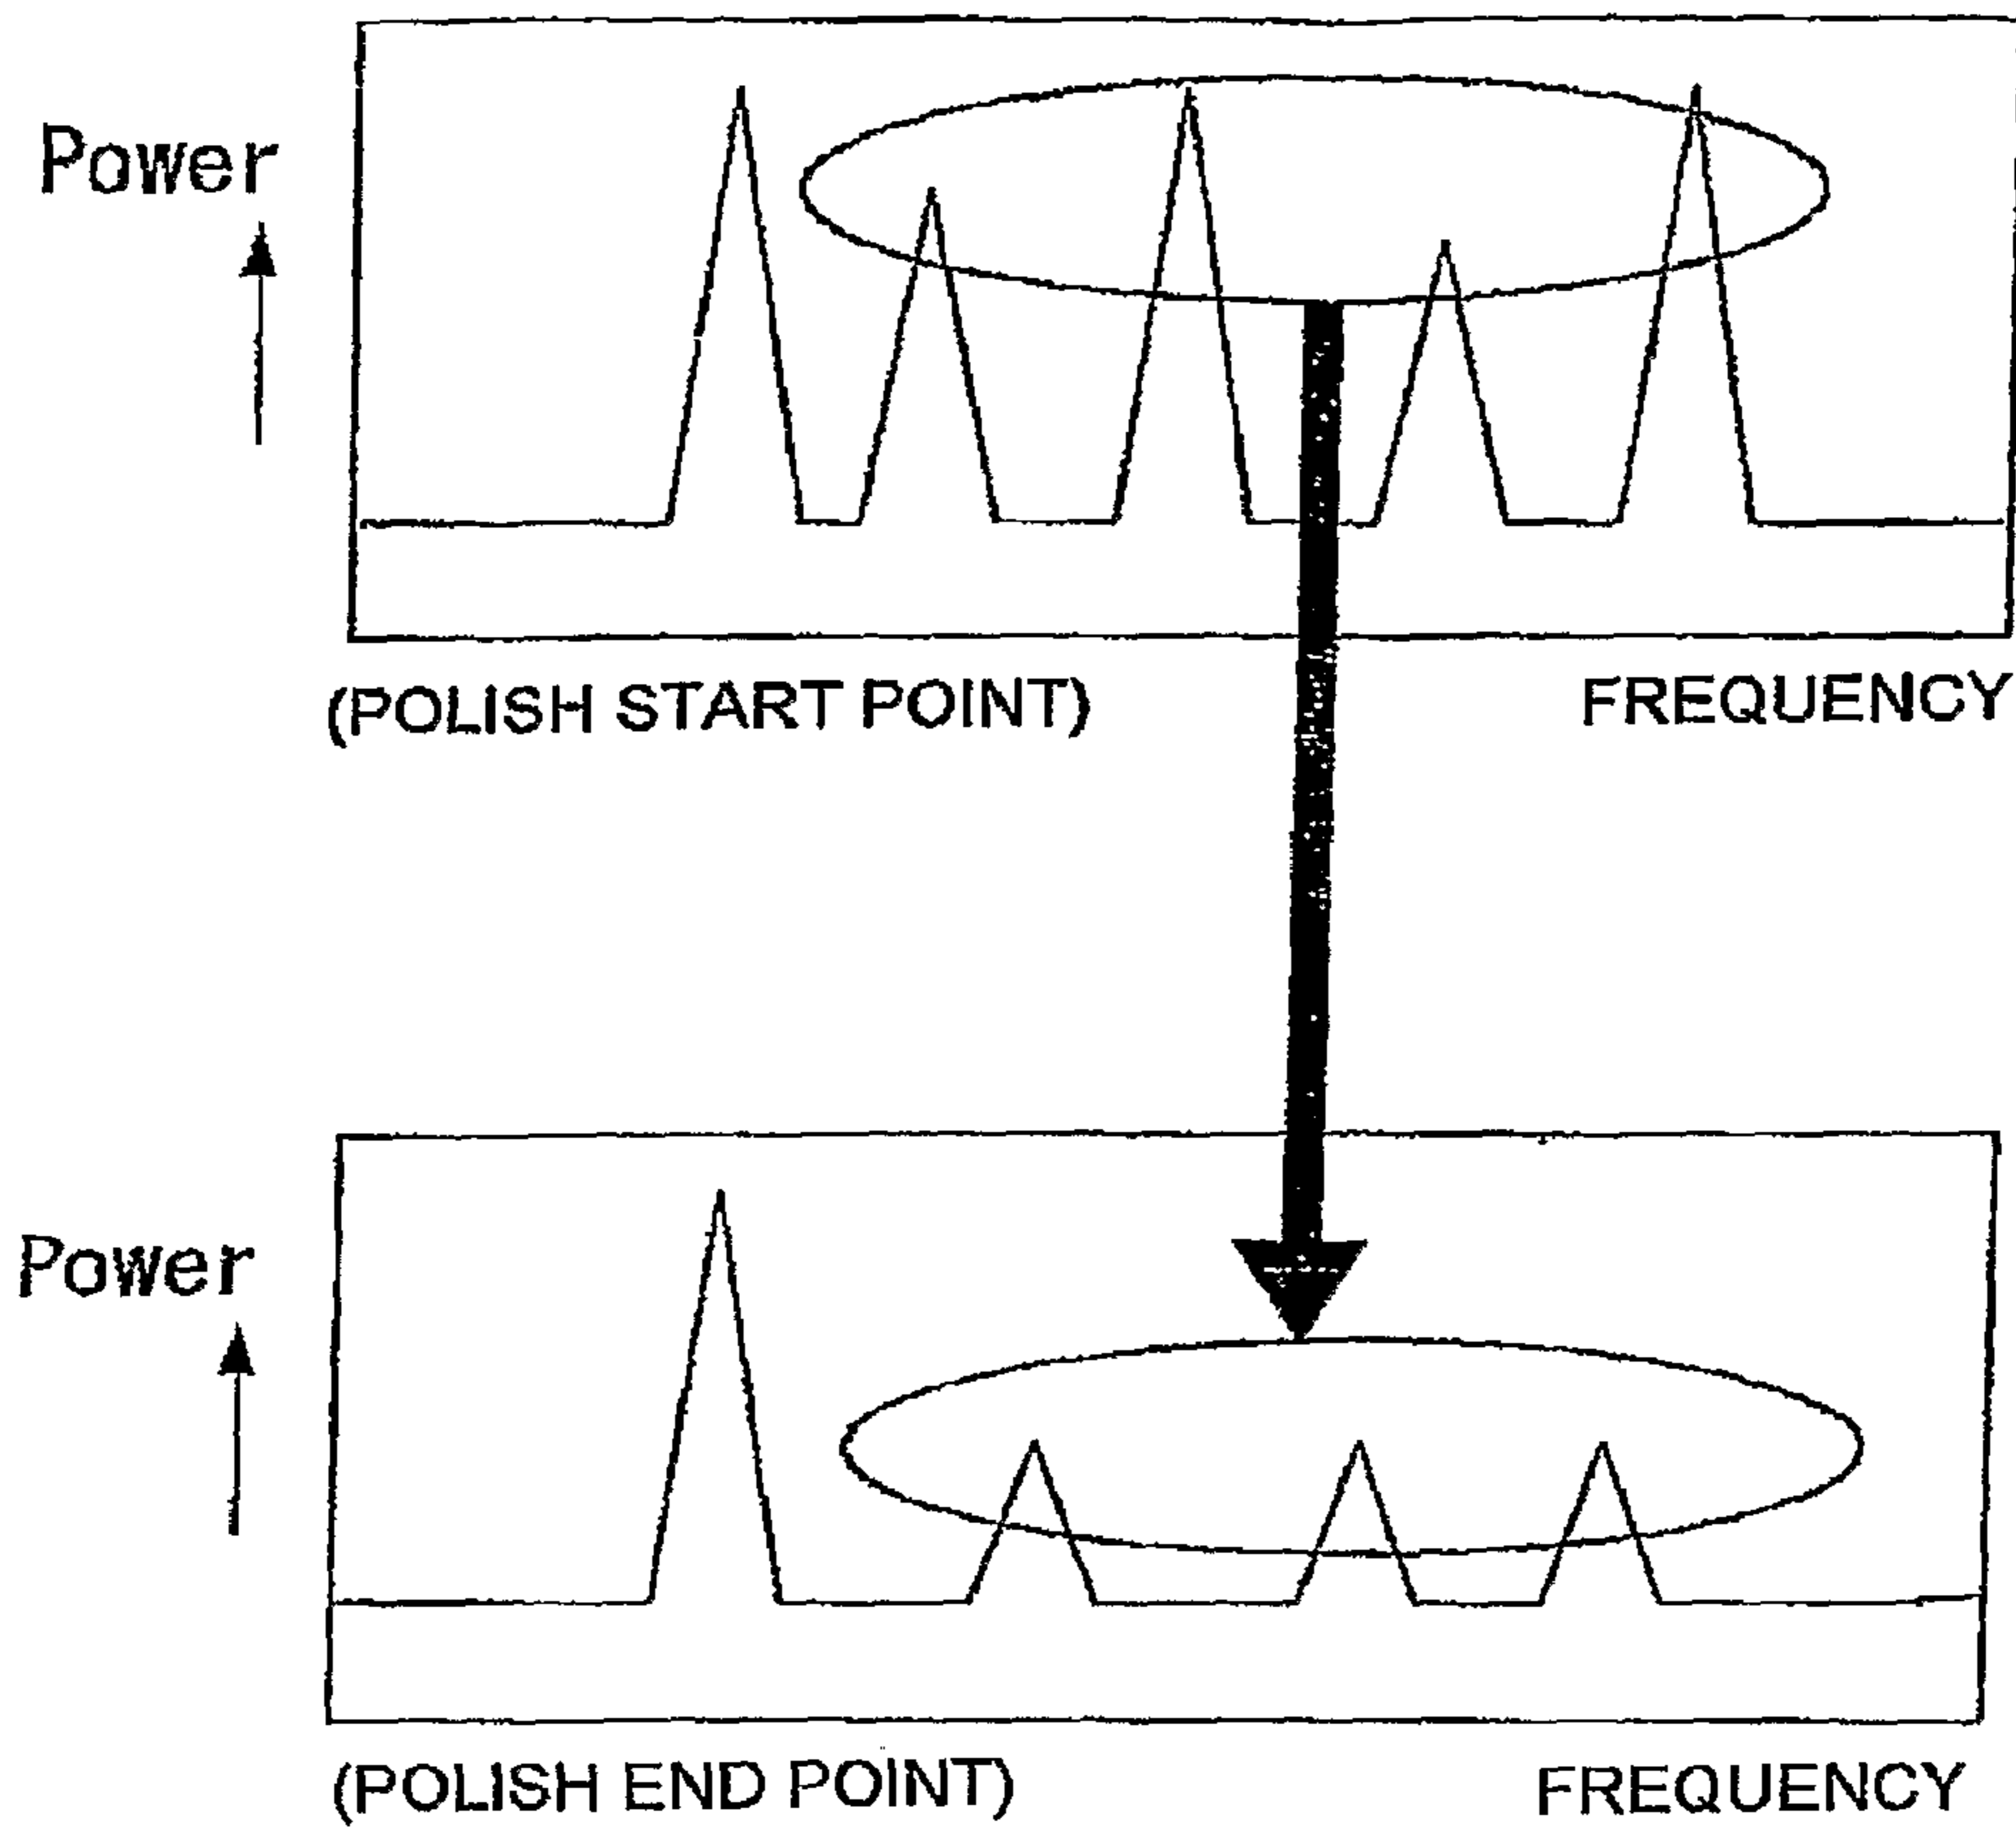 Power
(POLISH START POINT) FREQUENCY
Power
(POLISH END POINT) FREQUENCY